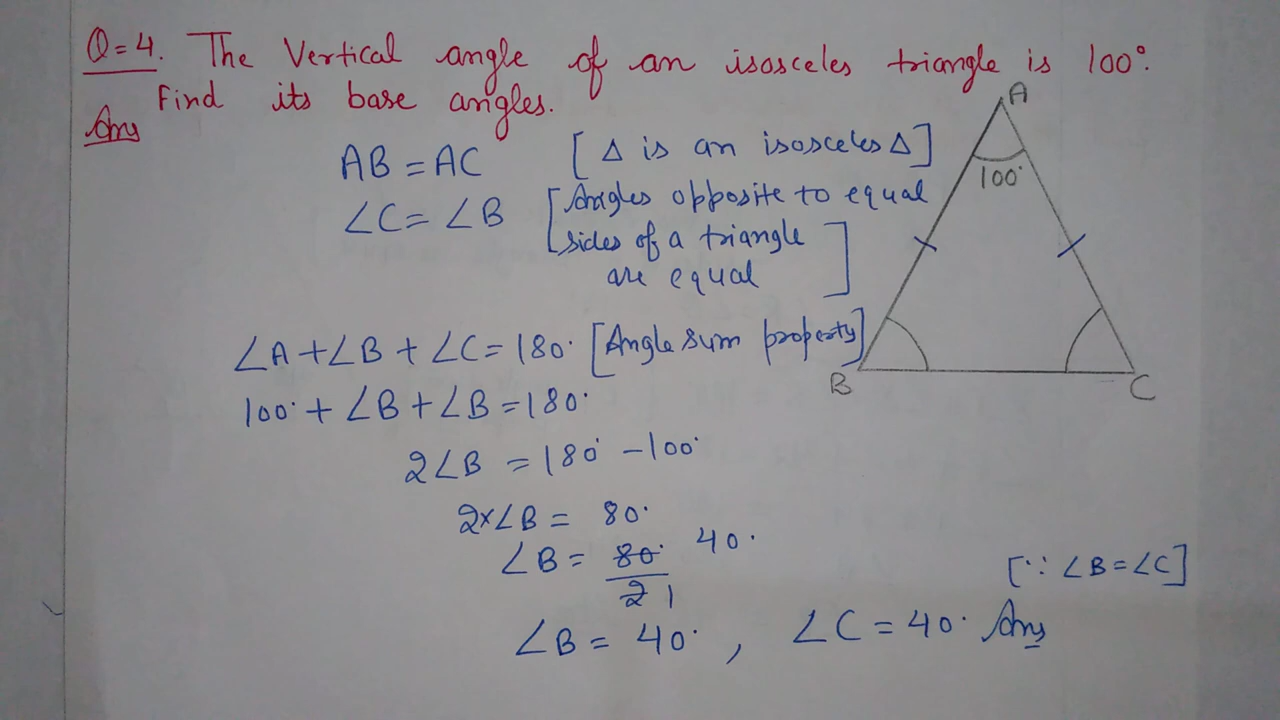 Q=4. The Vertical angle of an isosceles triangle is 100°.
Find its base angles.
Ans
A
AB = AC [ Δ is an isosceles Δ ]
100°
∠C = ∠B [ Angles opposite to equal
sides of a triangle
are equal ]
∠A + ∠B + ∠C = 180° [Angle sum property]
B
C
100° + ∠B + ∠B = 180°
2∠B = 180° - 100°
2×∠B = 80°
∠B = 80° 40°
2 1
[∵ ∠B = ∠C]
∠B = 40° , ∠C = 40° Ans